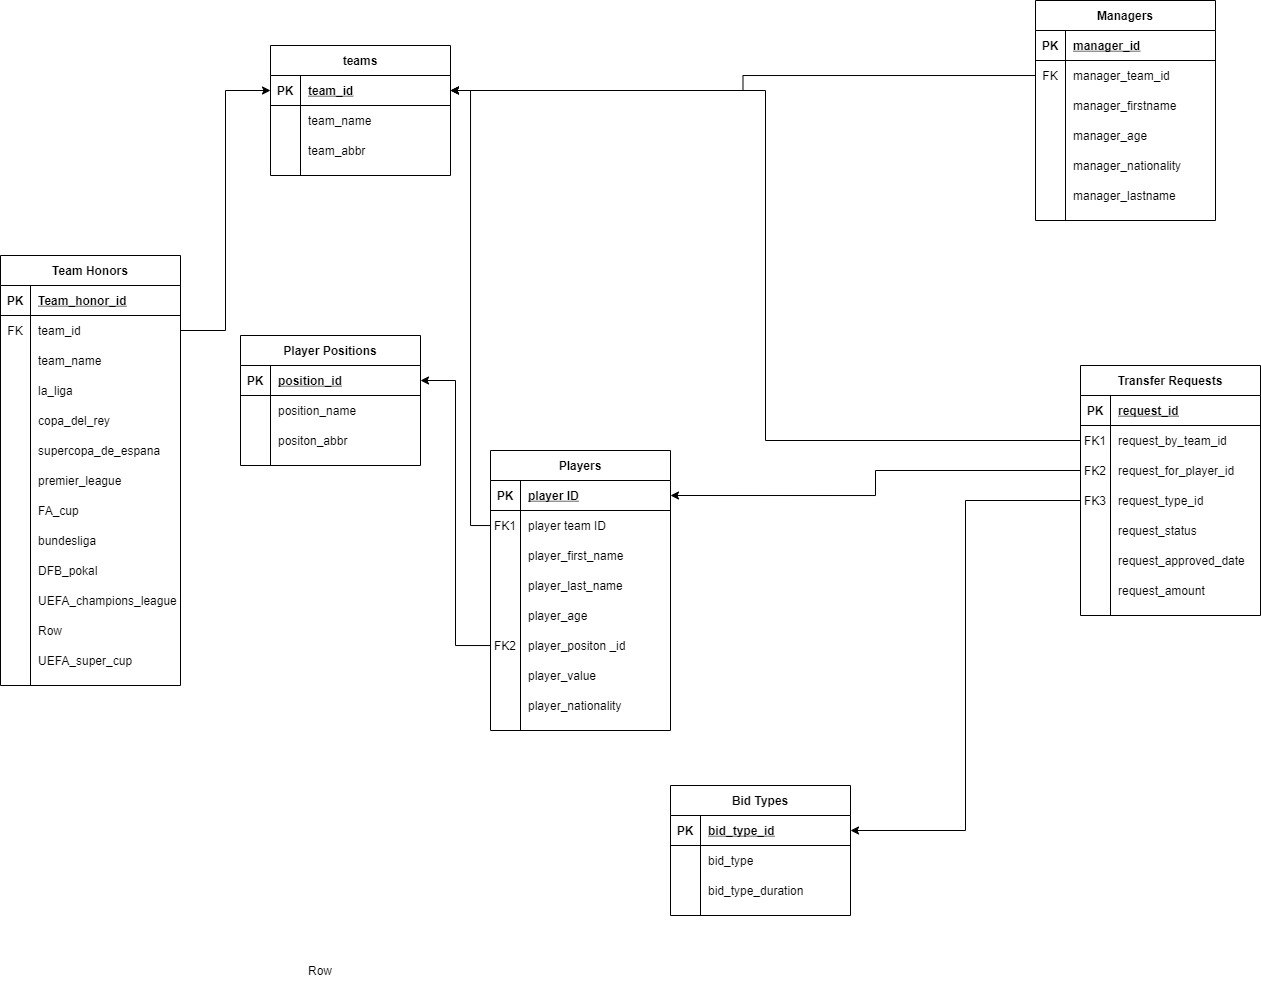 Managers
PK manager_id
FK manager_team_id
manager_firstname
manager_age
manager_nationality
manager_lastname
teams
PK team_id
team_name
team_abbr
Team Honors
PK Team_honor_id
FK team_id
team_name
la_liga
copa_del_rey
supercopa_de_espana
premier_league
FA_cup
bundesliga
DFB_pokal
UEFA_champions_league
Row
UEFA_super_cup
Player Positions
PK position_id
position_name
positon_abbr
Players
PK player ID
FK1 player team ID
player_first_name
player_last_name
player_age
FK2 player_positon _id
player_value
player_nationality
Transfer Requests
PK request_id
FK1 request_by_team_id
FK2 request_for_player_id
FK3 request_type_id
request_status
request_approved_date
request_amount
Bid Types
PK bid_type_id
bid_type
bid_type_duration
Row